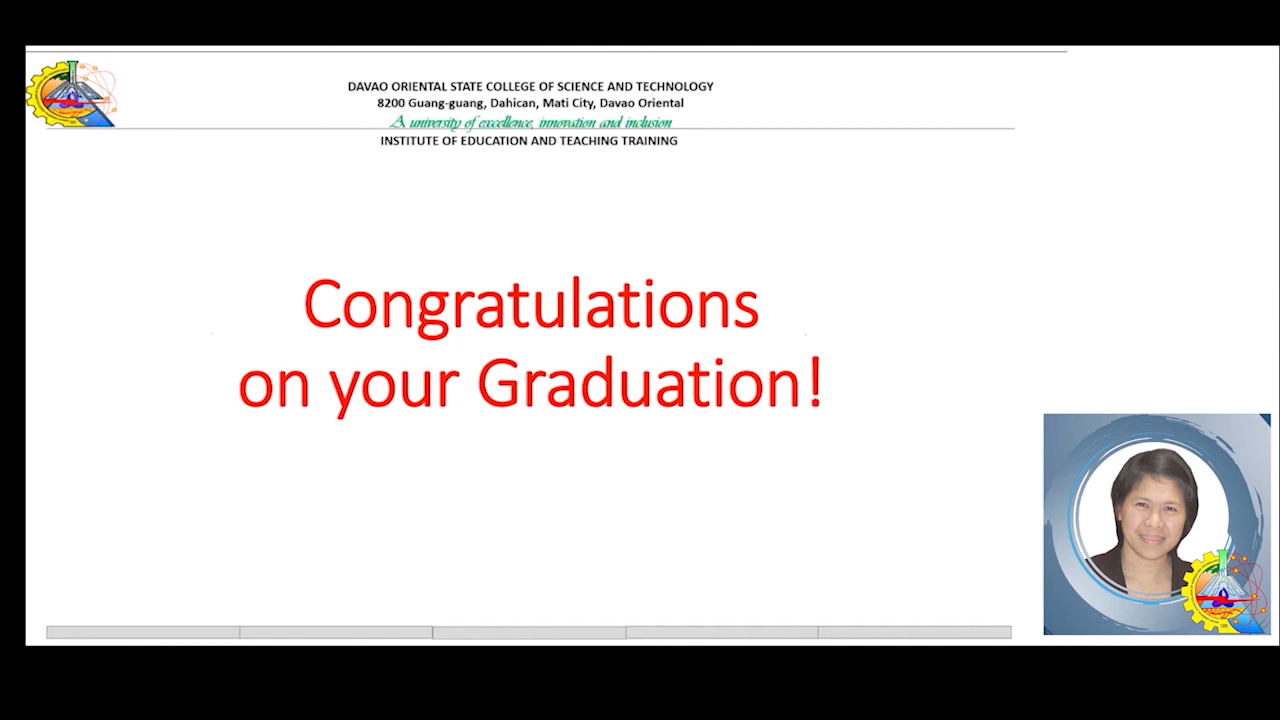 DAVAO ORIENTAL STATE COLLEGE OF SCIENCE AND TECHNOLOGY
8200 Guang-guang, Dahican, Mati City, Davao Oriental
A university of excellence, innovation and inclusion
INSTITUTE OF EDUCATION AND TEACHING TRAINING
Congratulations
on your Graduation!